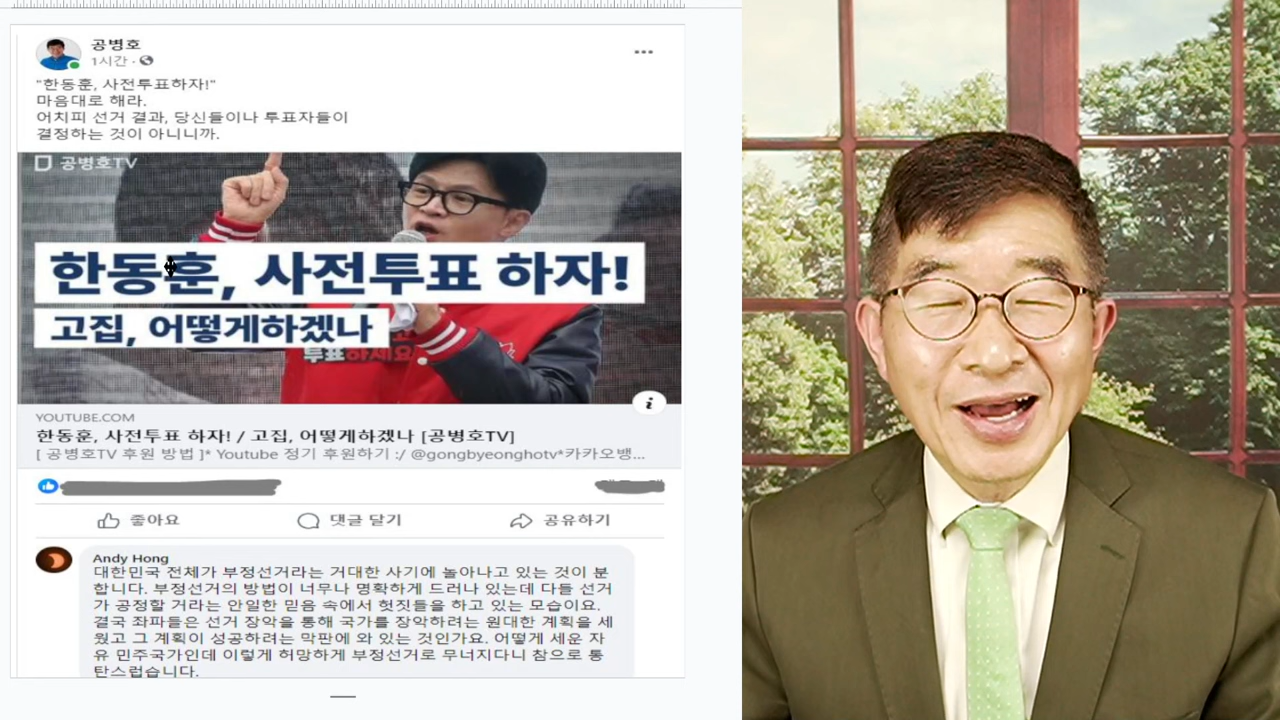 공병호
1시간 ·
"한동훈, 사전투표하자!"
마음대로 해라.
어치피 선거 결과, 당신들이나 투표자들이
결정하는 것이 아니니까.
공병호TV
한동훈, 사전투표 하자!
고집, 어떻게하겠나
투표하세요
YOUTUBE.COM
한동훈, 사전투표 하자! / 고집, 어떻게하겠나 [공병호TV]
[ 공병호TV 후원 방법 ]* Youtube 정기 후원하기 :/ @gongbyeonghotv*카카오뱅...
좋아요 댓글 달기 공유하기
Andy Hong
대한민국 전체가 부정선거라는 거대한 사기에 놀아나고 있는 것이 분
합니다. 부정선거의 방법이 너무나 명확하게 드러나 있는데 다들 선거
가 공정할 거라는 안일한 믿음 속에서 헛짓들을 하고 있는 모습이요.
결국 좌파들은 선거 장악을 통해 국가를 장악하려는 원대한 계획을 세
웠고 그 계획이 성공하려는 막판에 와 있는 것인가요. 어떻게 세운 자
유 민주국가인데 이렇게 허망하게 부정선거로 무너지다니 참으로 통
탄스럽습니다.